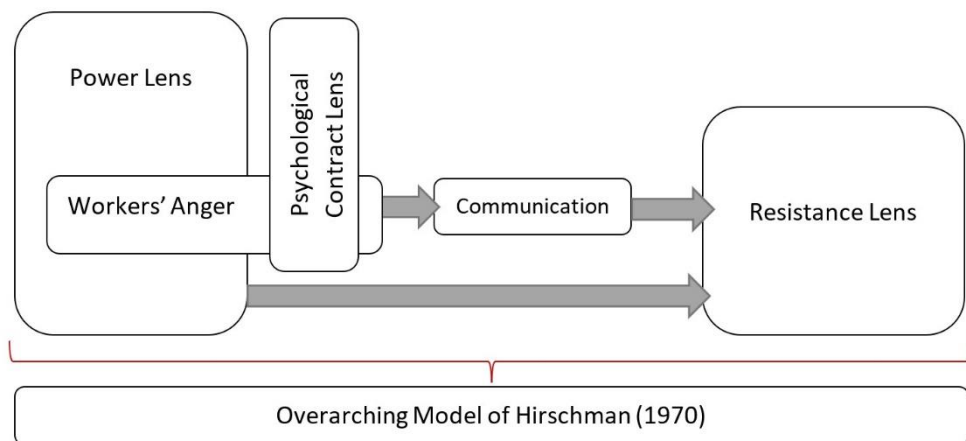 Power Lens
Psychological
Contract Lens
Workers’ Anger
Communication
Resistance Lens
Overarching Model of Hirschman (1970)